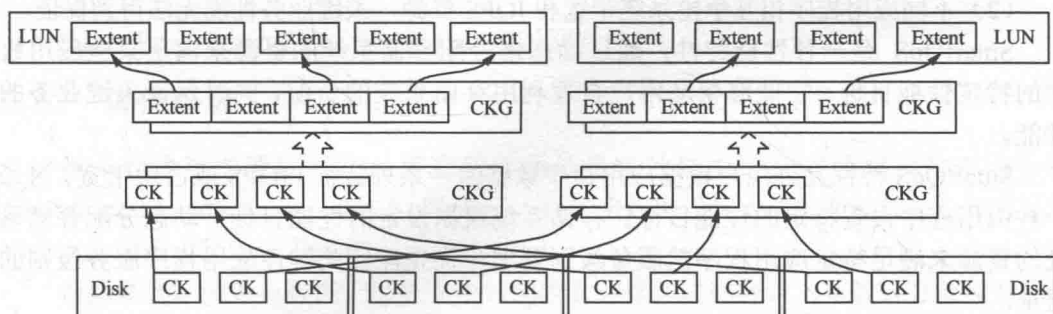 LUN Extent Extent Extent Extent Extent Extent Extent Extent Extent LUN
Extent Extent Extent Extent CKG Extent Extent Extent Extent CKG
CK CK CK CK CKG CK CK CK CK CKG
Disk CK CK CK CK CK CK CK CK CK CK CK CK Disk